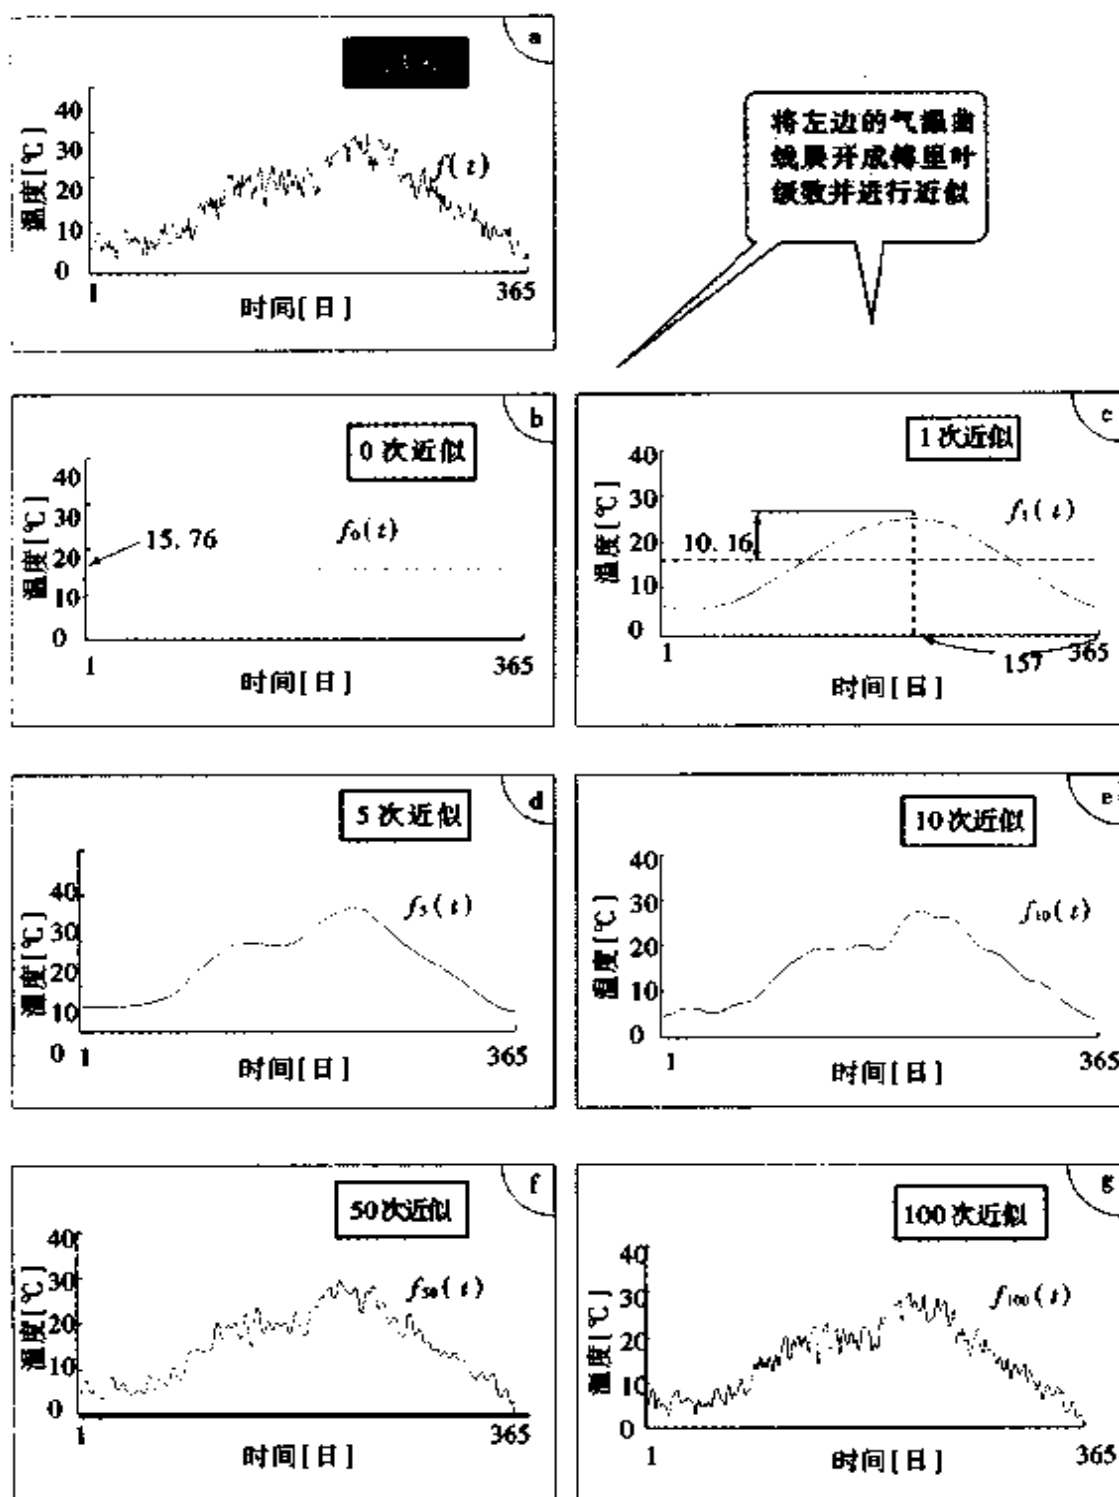 a
40
30
20
10
0
温度[℃]
f(t)
1
365
时间[日]
将左边的气温曲
线展开成傅里叶
级数并进行近似
b
0次近似
40
30
20
10
0
温度[℃]
15.76
f₀(t)
1
365
时间[日]
c
1次近似
40
30
20
10
0
温度[℃]
10.16
f₁(t)
1
157
365
时间[日]
d
5次近似
40
30
20
10
0
温度[℃]
f₅(t)
1
365
时间[日]
e
10次近似
40
30
20
10
0
温度[℃]
f₁₀(t)
1
365
时间[日]
f
50次近似
40
30
20
10
0
温度[℃]
f₅₀(t)
1
365
时间[日]
g
100次近似
40
30
20
10
0
温度[℃]
f₁₀₀(t)
1
365
时间[日]